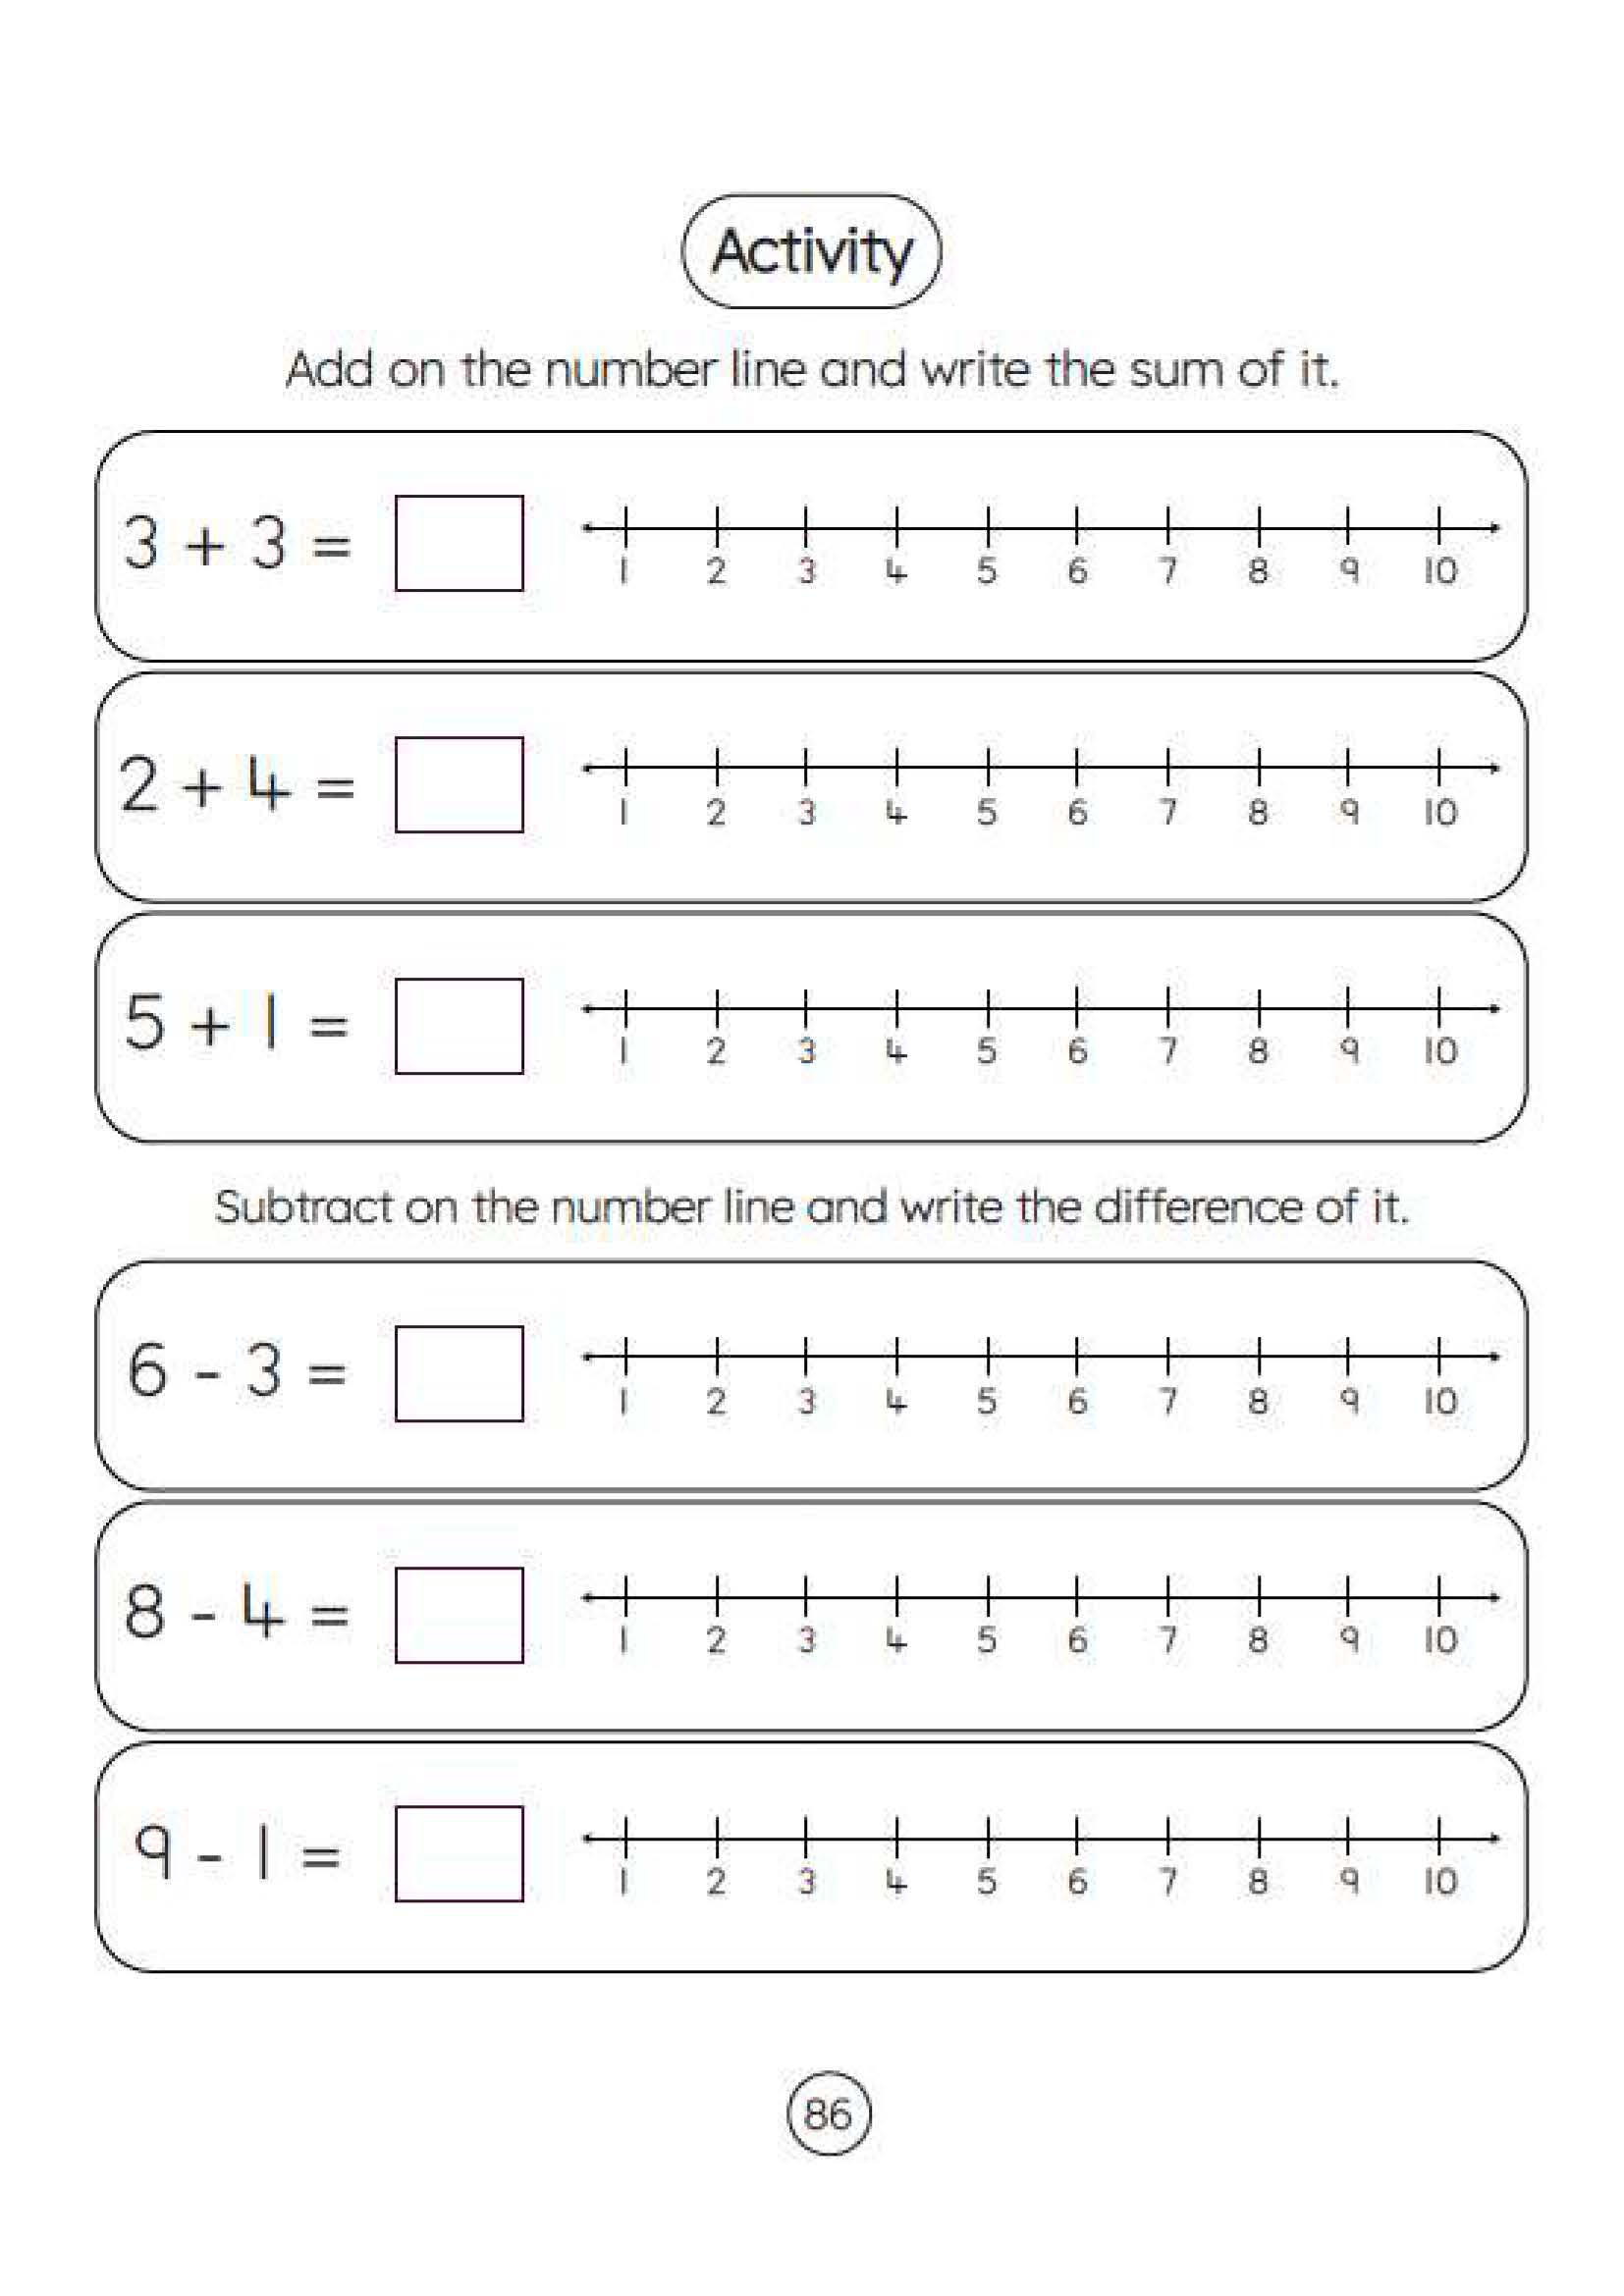 Activity
Add on the number line and write the sum of it.
3 + 3 =
1 2 3 4 5 6 7 8 9 10
2 + 4 =
1 2 3 4 5 6 7 8 9 10
5 + 1 =
1 2 3 4 5 6 7 8 9 10
Subtract on the number line and write the difference of it.
6 - 3 =
1 2 3 4 5 6 7 8 9 10
8 - 4 =
1 2 3 4 5 6 7 8 9 10
9 - 1 =
1 2 3 4 5 6 7 8 9 10
86